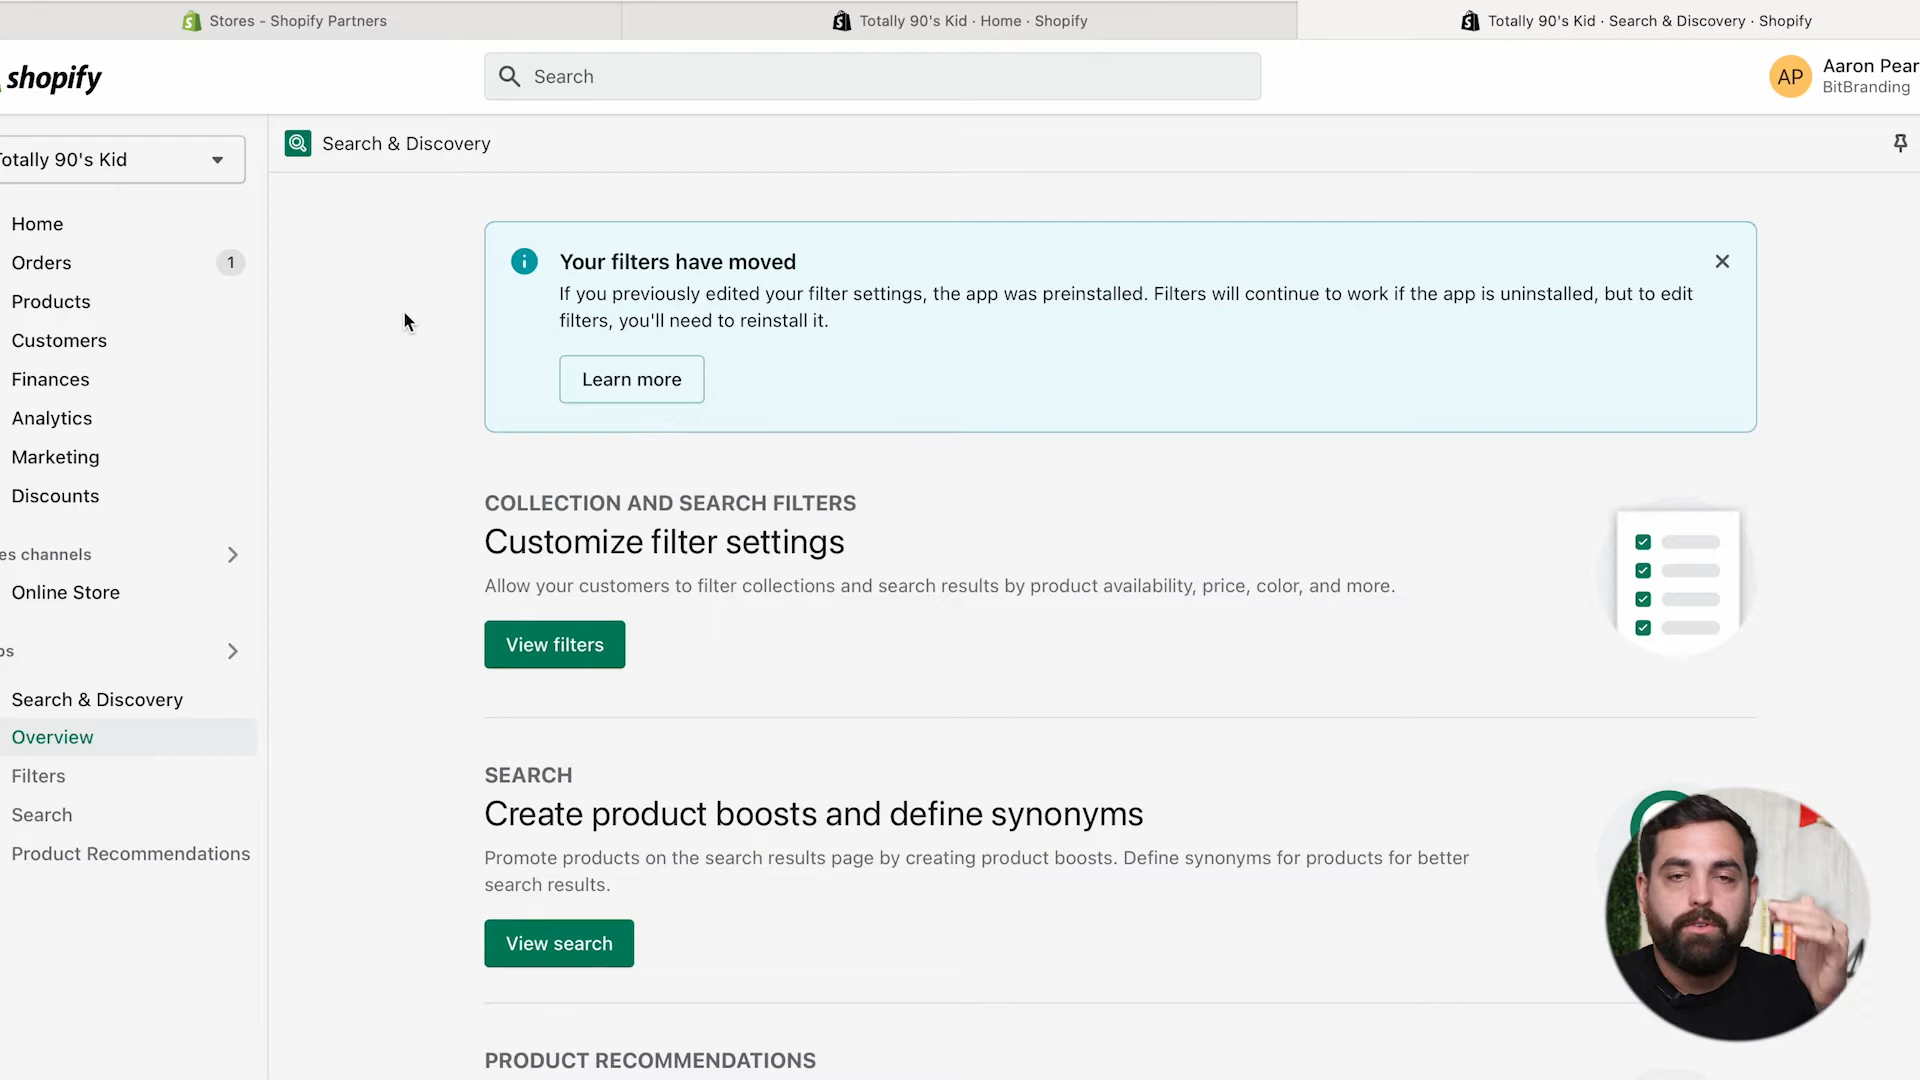 Stores - Shopify Partners
Totally 90's Kid · Home · Shopify
Totally 90's Kid · Search & Discovery · Shopify
shopify
Search
AP
Aaron Pear
BitBranding
otally 90's Kid
Search & Discovery
Home
Orders
1
Products
Customers
Finances
Analytics
Marketing
Discounts
es channels
Online Store
ps
Search & Discovery
Overview
Filters
Search
Product Recommendations
Your filters have moved
If you previously edited your filter settings, the app was preinstalled. Filters will continue to work if the app is uninstalled, but to edit
filters, you'll need to reinstall it.
Learn more
COLLECTION AND SEARCH FILTERS
Customize filter settings
Allow your customers to filter collections and search results by product availability, price, color, and more.
View filters
SEARCH
Create product boosts and define synonyms
Promote products on the search results page by creating product boosts. Define synonyms for products for better
search results.
View search
PRODUCT RECOMMENDATIONS